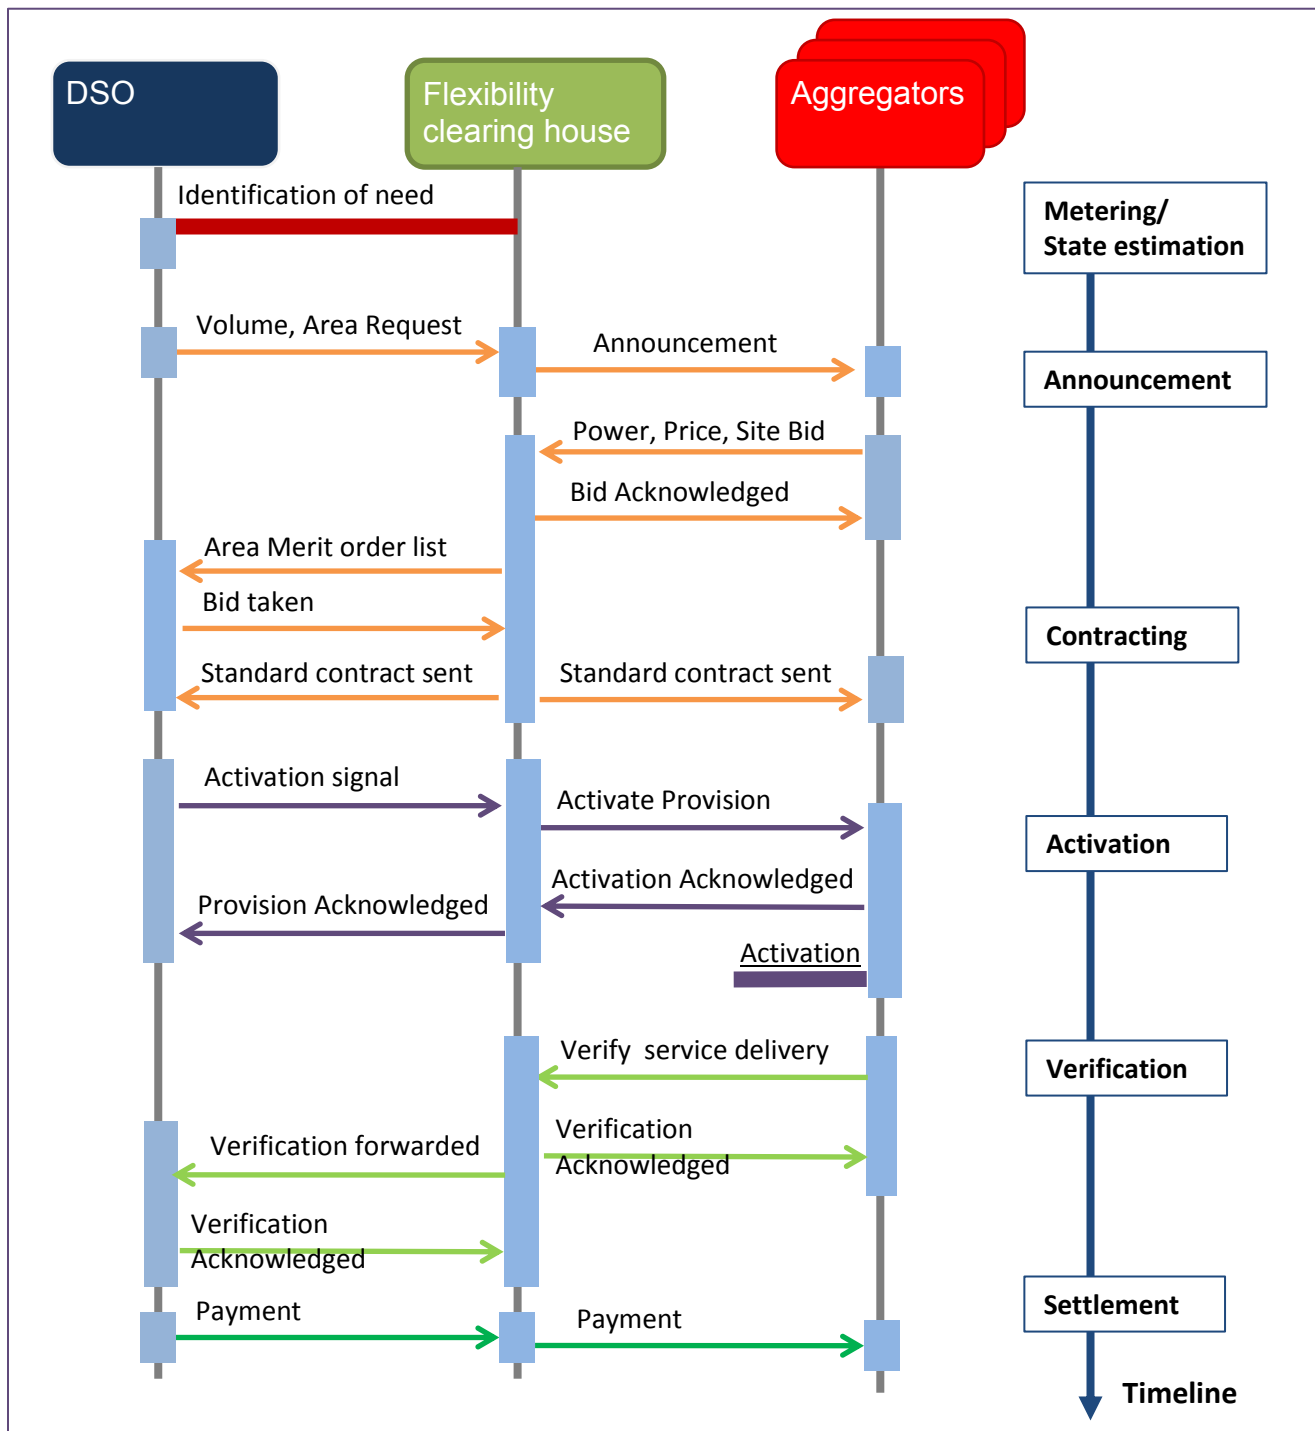 DSO
Flexibility
clearing house
Aggregators
Identification of need
Metering/
State estimation
Volume, Area Request
Announcement
Announcement
Power, Price, Site Bid
Bid Acknowledged
Area Merit order list
Bid taken
Contracting
Standard contract sent
Standard contract sent
Activation signal
Activate Provision
Activation
Activation Acknowledged
Provision Acknowledged
Activation
Verify service delivery
Verification
Verification forwarded
Verification
Acknowledged
Verification
Acknowledged
Payment
Payment
Settlement
Timeline